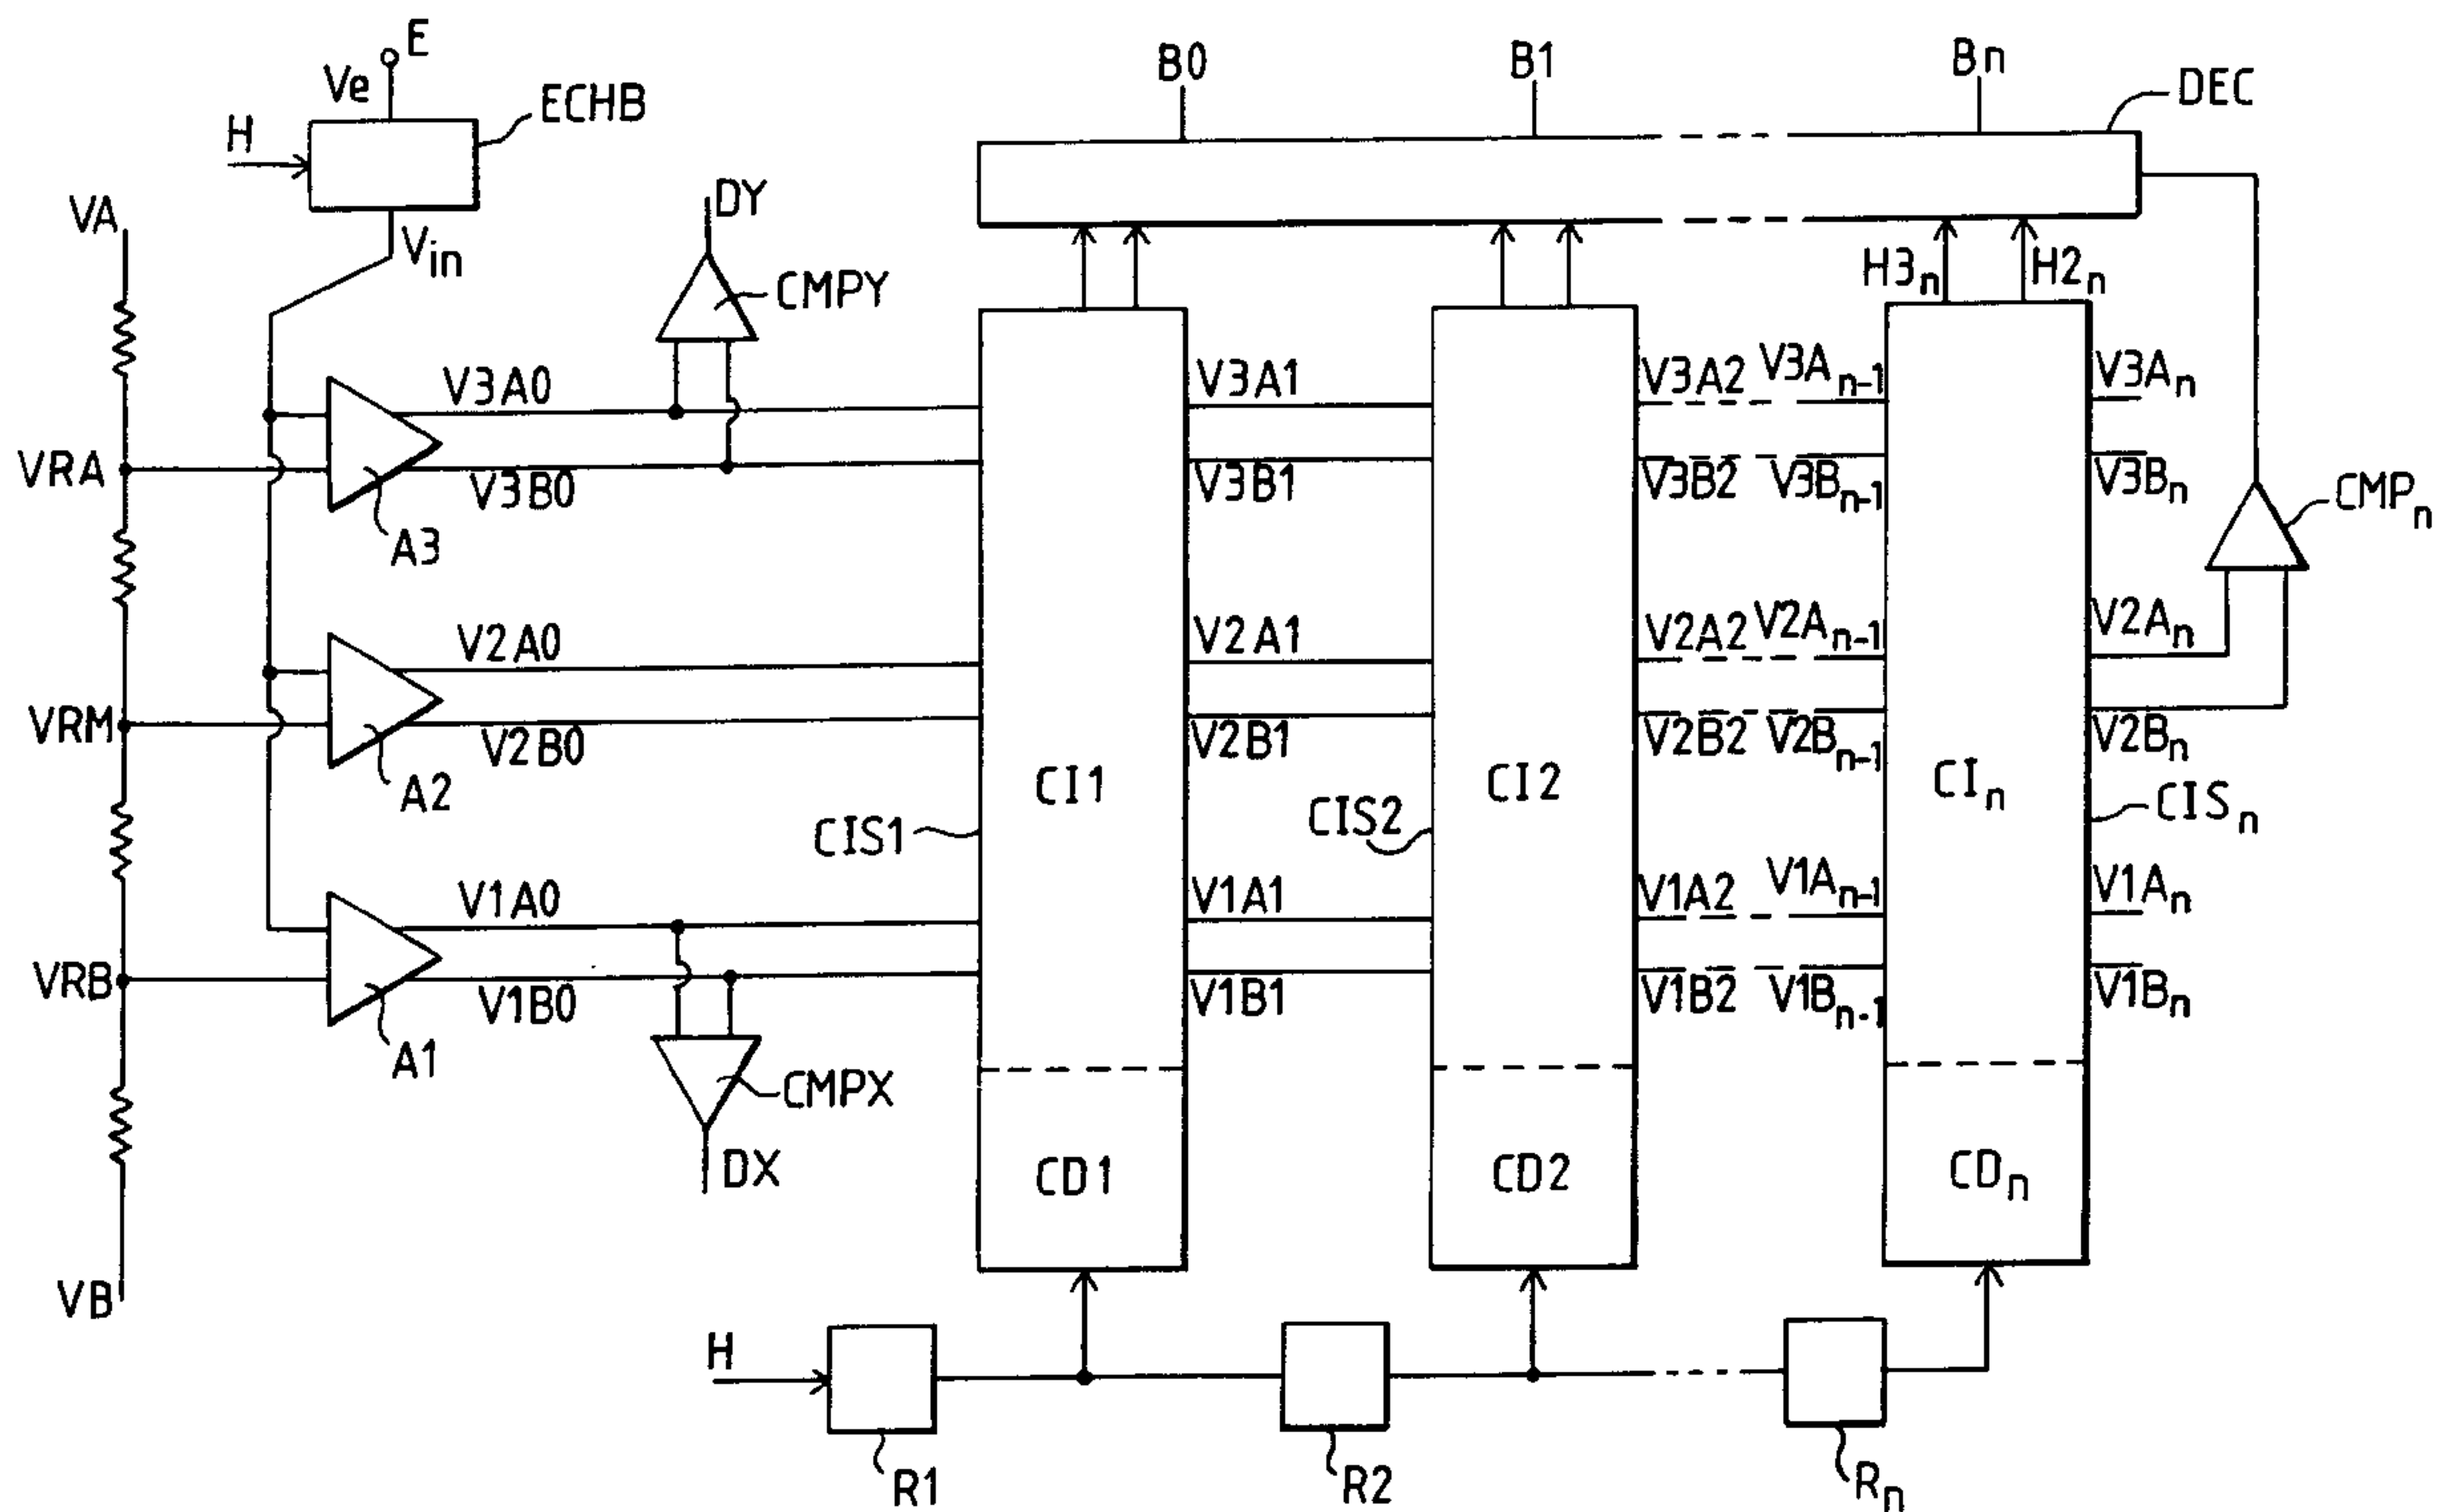 E
Ve
ECHB
H
B0
B1
Bn
DEC
VA
Vin
DY
CMPY
H3n
H2n
V3A0
V3A1
V3A2
V3An-1
V3An
VRA
V3B0
V3B1
V3B2
V3Bn-1
V3Bn
CMPn
A3
V2A0
V2A1
V2A2
V2An-1
V2An
VRM
V2B0
V2B1
V2B2
V2Bn-1
V2Bn
A2
CI1
CI2
CIn
CIS1
CIS2
CISn
V1A0
V1A1
V1A2
V1An-1
V1An
VRB
V1B0
V1B1
V1B2
V1Bn-1
V1Bn
A1
CMPX
DX
CD1
CD2
CDn
VB
H
R1
R2
Rn